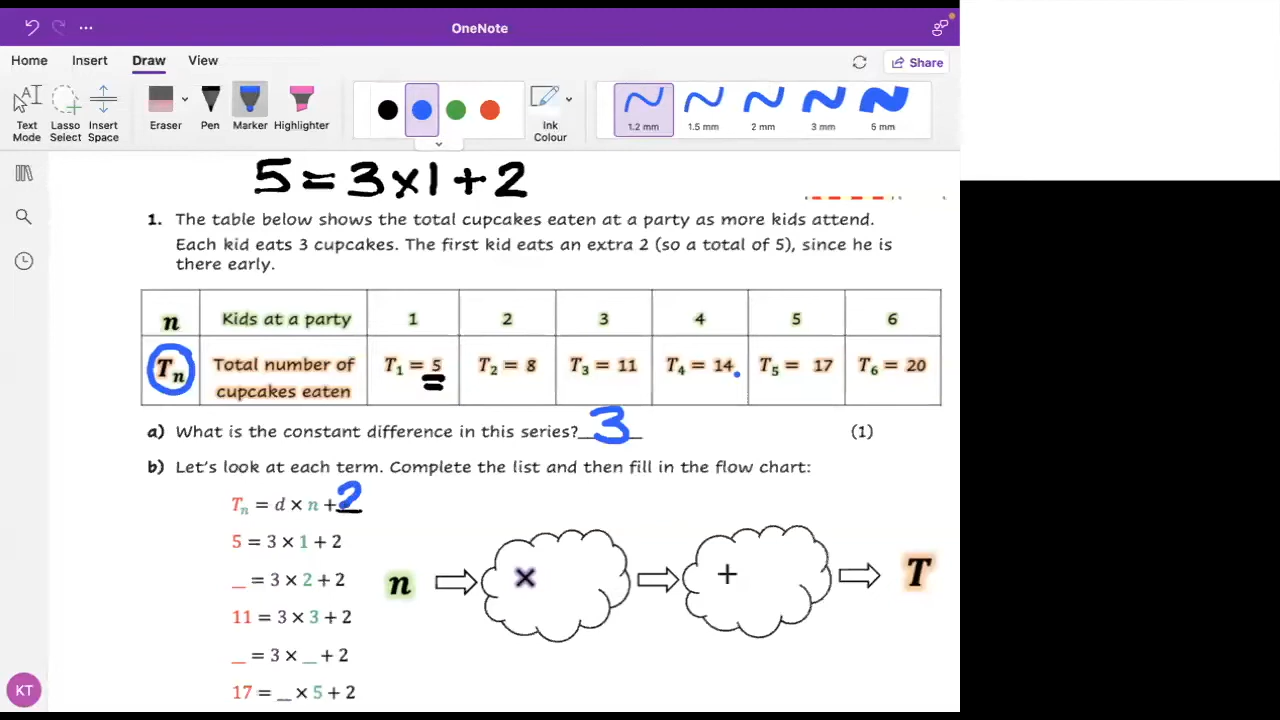 OneNote
Home Insert Draw View
Share
Text Mode
Lasso Select
Insert Space
Eraser
Pen
Marker
Highlighter
Ink Colour
1.2 mm
1.5 mm
2 mm
3 mm
5 mm
5 = 3 × 1 + 2
1. The table below shows the total cupcakes eaten at a party as more kids attend.
Each kid eats 3 cupcakes. The first kid eats an extra 2 (so a total of 5), since he is
there early.
n Kids at a party 1 2 3 4 5 6
Tn Total number of cupcakes eaten T1 = 5 T2 = 8 T3 = 11 T4 = 14 T5 = 17 T6 = 20
a) What is the constant difference in this series? 3 (1)
b) Let's look at each term. Complete the list and then fill in the flow chart:
Tn = d × n + 2
5 = 3 × 1 + 2
_ = 3 × 2 + 2
11 = 3 × 3 + 2
_ = 3 × _ + 2
17 = _ × 5 + 2
n × + T
KT